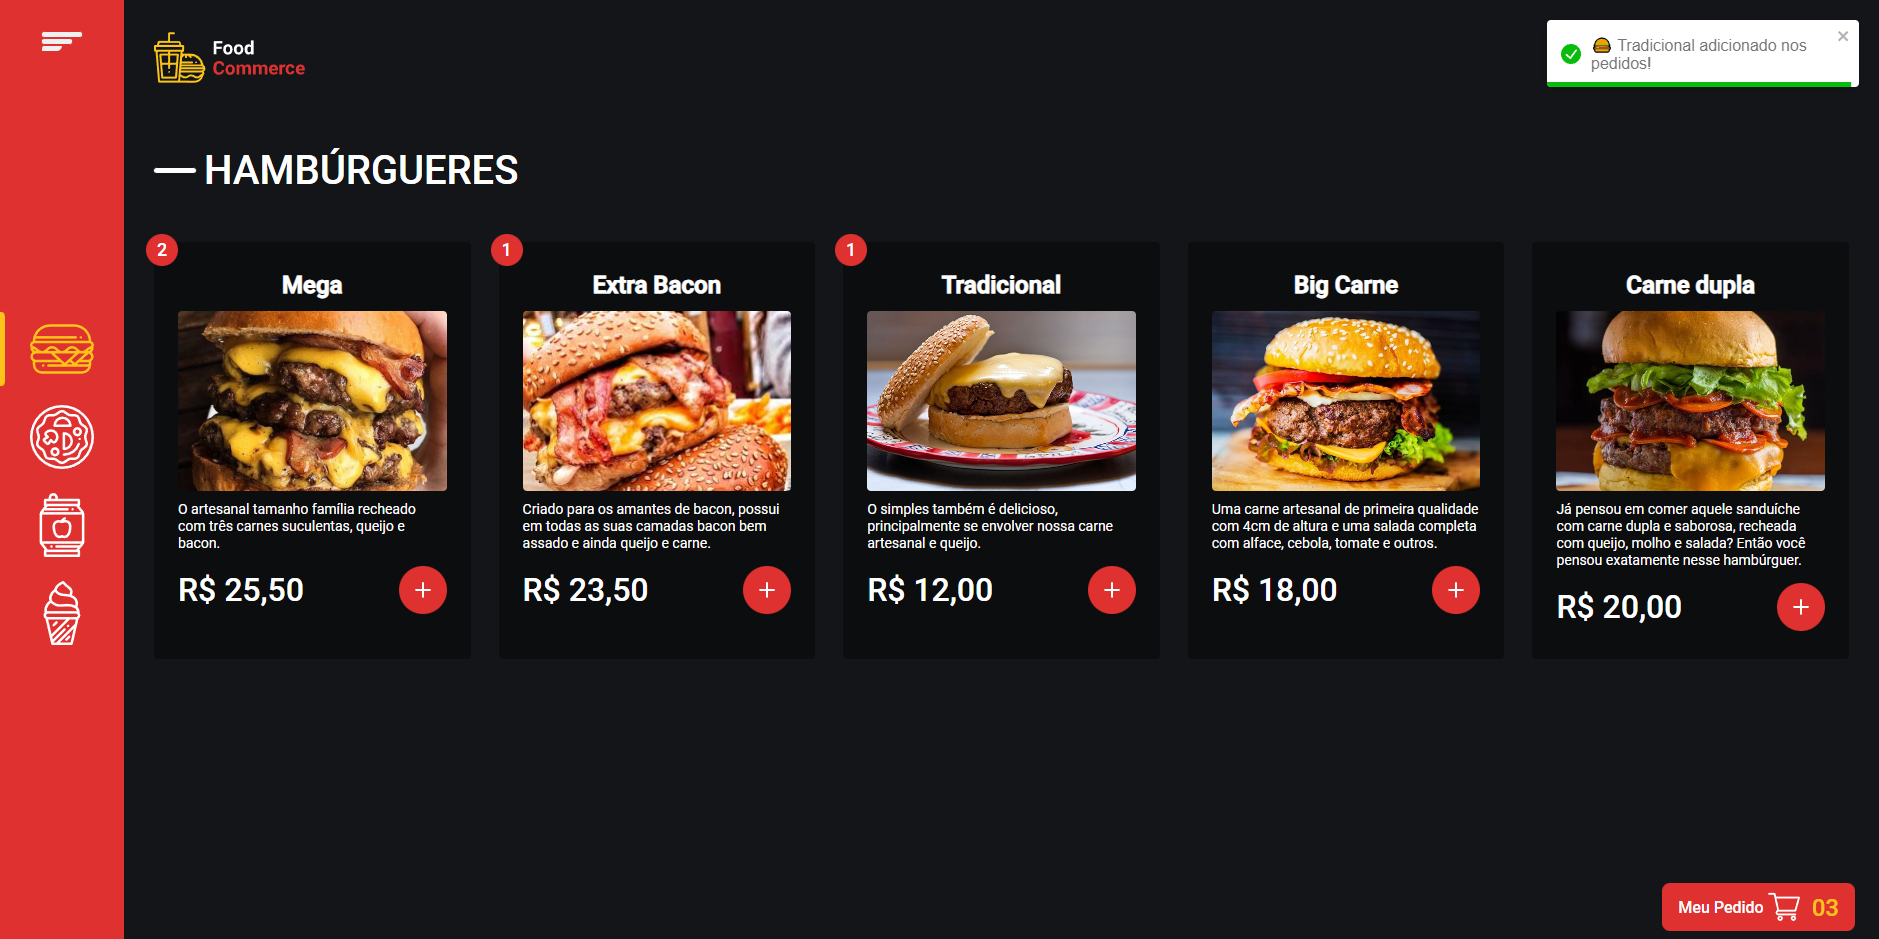 Food
Commerce
🍔 Tradicional adicionado nos
pedidos!
HAMBÚRGUERES
2
Mega
O artesanal tamanho família recheado
com três carnes suculentas, queijo e
bacon.
R$ 25,50
+
1
Extra Bacon
Criado para os amantes de bacon, possui
em todas as suas camadas bacon bem
assado e ainda queijo e carne.
R$ 23,50
+
1
Tradicional
O simples também é delicioso,
principalmente se envolver nossa carne
artesanal e queijo.
R$ 12,00
+
Big Carne
Uma carne artesanal de primeira qualidade
com 4cm de altura e uma salada completa
com alface, cebola, tomate e outros.
R$ 18,00
+
Carne dupla
Já pensou em comer aquele sanduíche
com carne dupla e saborosa, recheada
com queijo, molho e salada? Então você
pensou exatamente nesse hambúrguer.
R$ 20,00
+
Meu Pedido 03